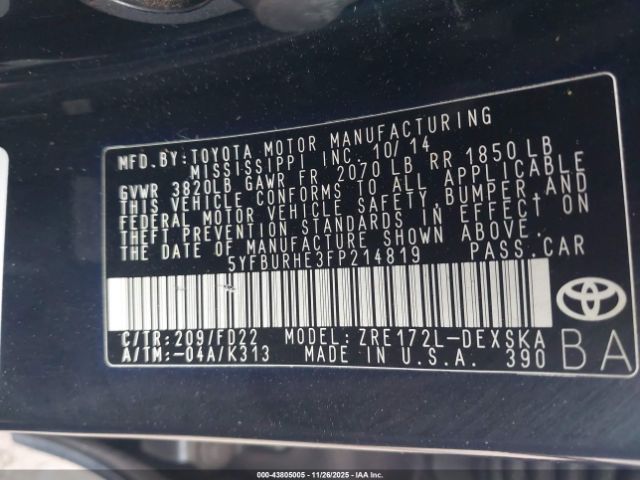 MFD. BY: TOYOTA MOTOR MANUFACTURING
MISSISSIPPI INC. 10/14
GVWR 3820LB GAWR FR 2070 LB RR 1850 LB
THIS VEHICLE CONFORMS TO ALL APPLICABLE
FEDERAL MOTOR VEHICLE SAFETY, BUMPER, AND
THEFT PREVENTION STANDARDS IN EFFECT ON
THE DATE OF MANUFACTURE SHOWN ABOVE.
5YFBURHE3FP214819 PASS. CAR
C/TR: 209/FD22 MODEL: ZRE172L-DEXSKA
A/TM: -04A/K313 MADE IN U.S.A. 390
BA
000-43805005 | 11/26/2025 | IAA Inc.